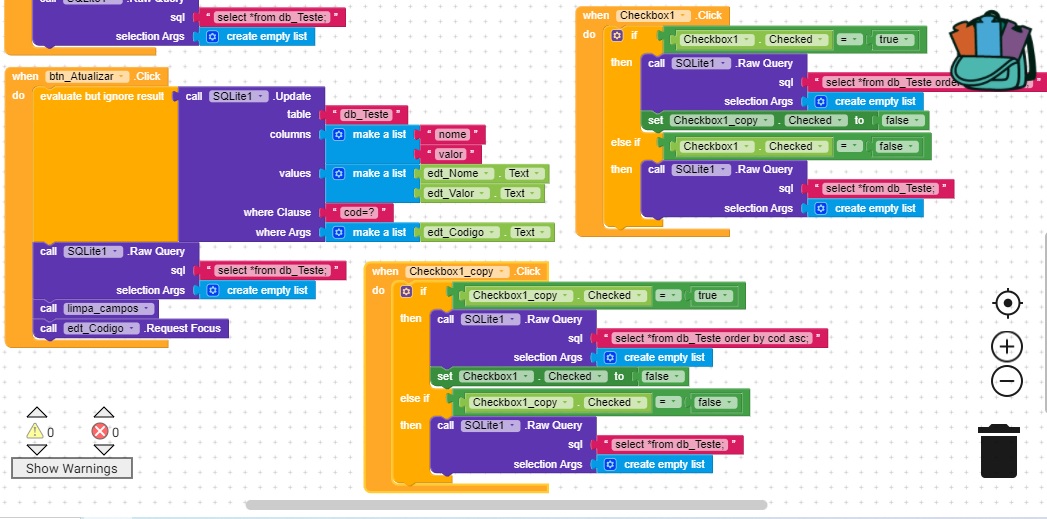 call SQLite1 .Raw Query
sql " select *from db_Teste; "
selection Args create empty list
when btn_Atualizar .Click
do evaluate but ignore result call SQLite1 .Update
table " db_Teste "
columns make a list " nome "
" valor "
values make a list edt_Nome . Text
edt_Valor . Text
where Clause " cod=? "
where Args make a list edt_Codigo . Text
call SQLite1 .Raw Query
sql " select *from db_Teste; "
selection Args create empty list
call limpa_campos
call edt_Codigo .Request Focus
when Checkbox1 .Click
do if Checkbox1 . Checked = true
then call SQLite1 .Raw Query
sql " select *from db_Teste order
selection Args create empty list
set Checkbox1_copy . Checked to false
else if Checkbox1 . Checked = false
then call SQLite1 .Raw Query
sql " select *from db_Teste; "
selection Args create empty list
when Checkbox1_copy .Click
do if Checkbox1_copy . Checked = true
then call SQLite1 .Raw Query
sql " select *from db_Teste order by cod asc; "
selection Args create empty list
set Checkbox1 . Checked to false
else if Checkbox1_copy . Checked = false
then call SQLite1 .Raw Query
sql " select *from db_Teste; "
selection Args create empty list
0 0
Show Warnings